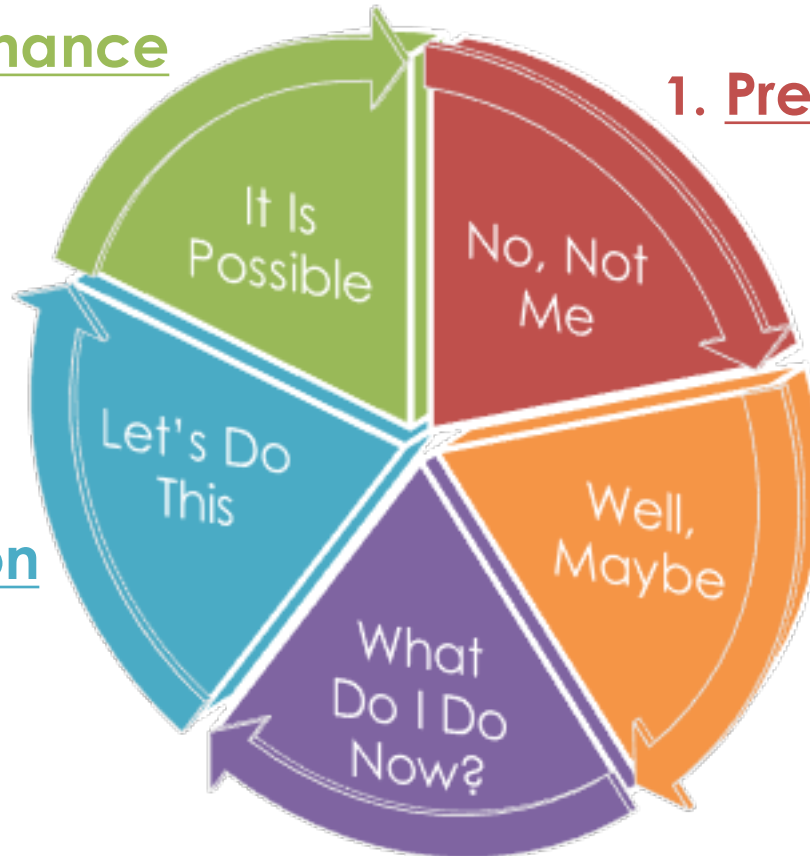 nance
1. Pre
It Is
Possible
No, Not
Me
Let's Do
This
Well,
Maybe
on
What
Do I Do
Now?